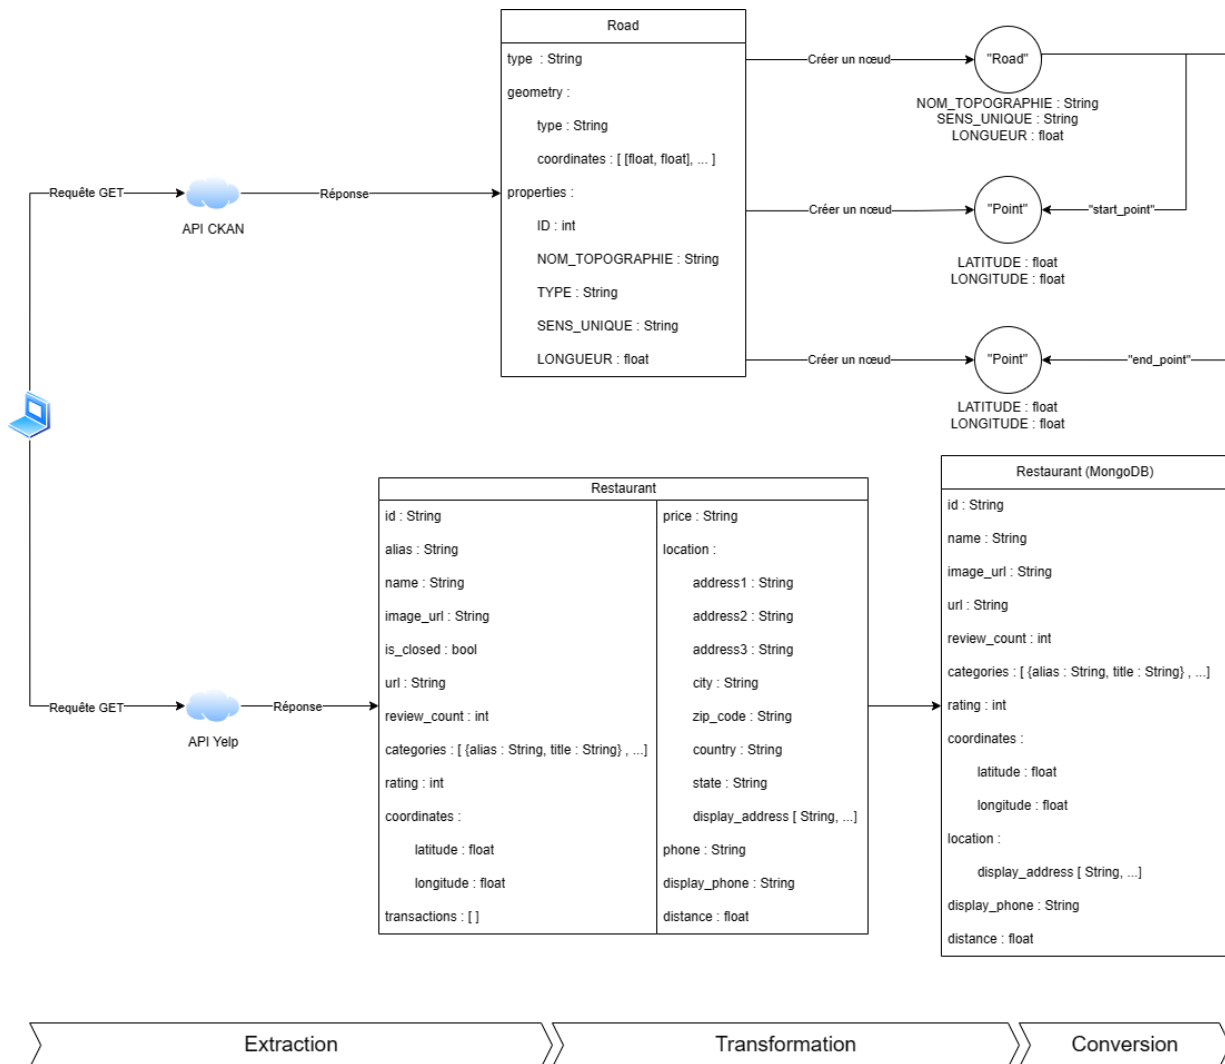 Road
type : String
geometry :
type : String
coordinates : [ [float, float], ... ]
properties :
ID : int
NOM_TOPOGRAPHIE : String
TYPE : String
SENS_UNIQUE : String
LONGUEUR : float
Requête GET
API CKAN
Réponse
Créer un nœud
"Road"
NOM_TOPOGRAPHIE : String
SENS_UNIQUE : String
LONGUEUR : float
Créer un nœud
"Point"
"start_point"
LATITUDE : float
LONGITUDE : float
Créer un nœud
"Point"
"end_point"
LATITUDE : float
LONGITUDE : float
Requête GET
API Yelp
Réponse
Restaurant
id : String
alias : String
name : String
image_url : String
is_closed : bool
url : String
review_count : int
categories : [ {alias : String, title : String} , ...]
rating : int
coordinates :
latitude : float
longitude : float
transactions : [ ]
price : String
location :
address1 : String
address2 : String
address3 : String
city : String
zip_code : String
country : String
state : String
display_address [ String, ...]
phone : String
display_phone : String
distance : float
Restaurant (MongoDB)
id : String
name : String
image_url : String
url : String
review_count : int
categories : [ {alias : String, title : String} , ...]
rating : int
coordinates :
latitude : float
longitude : float
location :
display_address [ String, ...]
display_phone : String
distance : float
Extraction
Transformation
Conversion